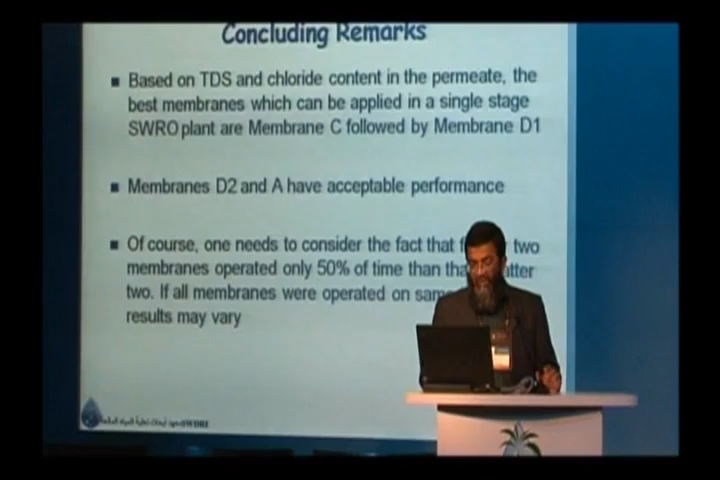 Concluding Remarks
Based on TDS and chloride content in the permeate, the
best membranes which can be applied in a single stage
SWRO plant are Membrane C followed by Membrane D1
Membranes D2 and A have acceptable performance
Of course, one needs to consider the fact that two
membranes operated only 50% of time than
two. If all membranes were operated on
results may vary